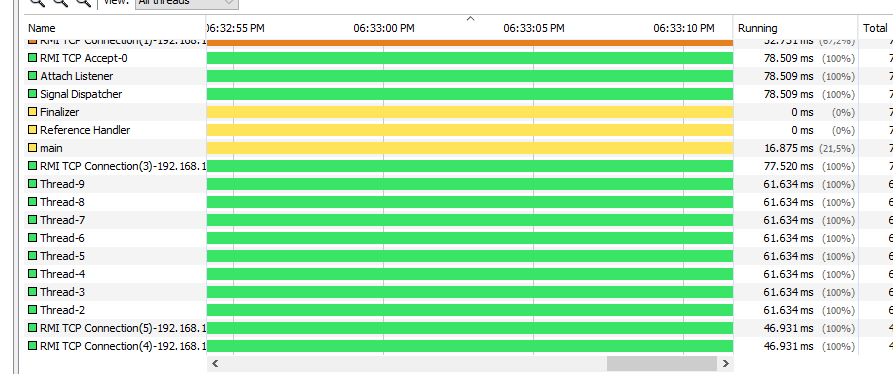 View: All threads
Name 06:32:55 PM 06:33:00 PM 06:33:05 PM 06:33:10 PM Running Total
RMI TCP Connection(1)-192.168.1 52.751 ms (67,2%) 7
RMI TCP Accept-0 78.509 ms (100%) 7
Attach Listener 78.509 ms (100%) 7
Signal Dispatcher 78.509 ms (100%) 7
Finalizer 0 ms (0%) 7
Reference Handler 0 ms (0%) 7
main 16.875 ms (21,5%) 7
RMI TCP Connection(3)-192.168.1 77.520 ms (100%) 7
Thread-9 61.634 ms (100%) 6
Thread-8 61.634 ms (100%) 6
Thread-7 61.634 ms (100%) 6
Thread-6 61.634 ms (100%) 6
Thread-5 61.634 ms (100%) 6
Thread-4 61.634 ms (100%) 6
Thread-3 61.634 ms (100%) 6
Thread-2 61.634 ms (100%) 6
RMI TCP Connection(5)-192.168.1 46.931 ms (100%) 4
RMI TCP Connection(4)-192.168.1 46.931 ms (100%) 4